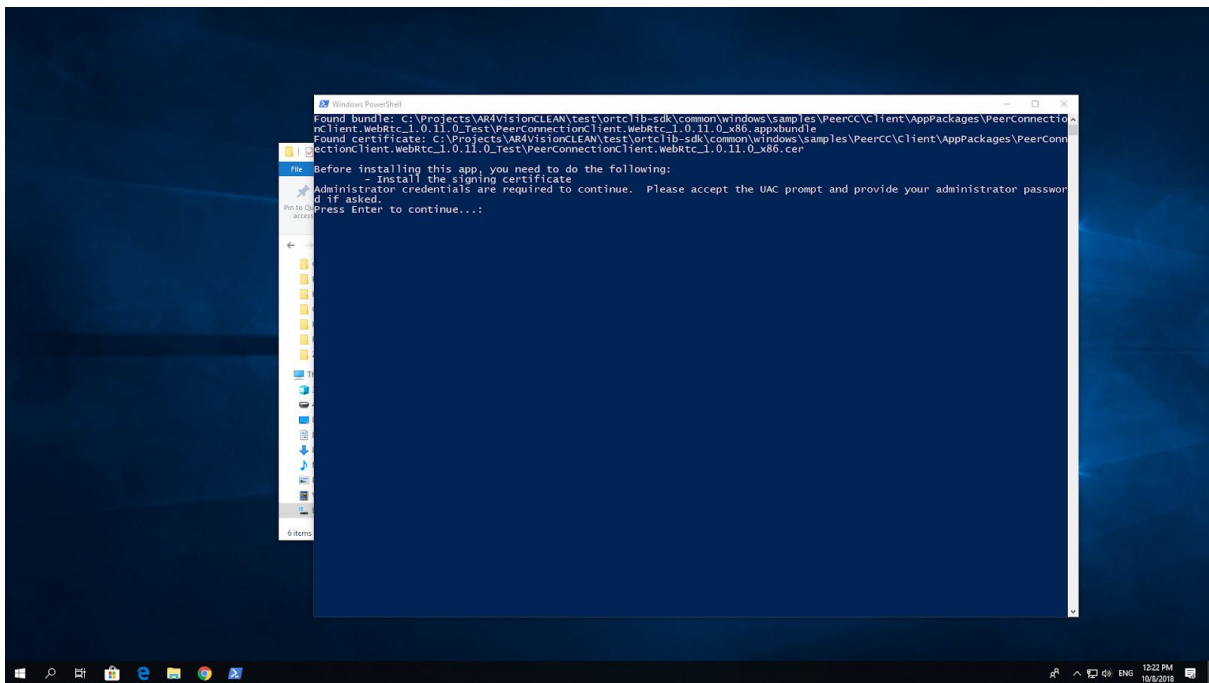 Windows PowerShell
Found bundle: C:\Projects\AR4VisionCLEAN\test\ortclib-sdk\common\windows\samples\PeerCC\Client\AppPackages\PeerConnectio
nClient.WebRtc_1.0.11.0_Test\PeerConnectionClient.WebRtc_1.0.11.0_x86.appxbundle
Found certificate: C:\Projects\AR4VisionCLEAN\test\ortclib-sdk\common\windows\samples\PeerCC\Client\AppPackages\PeerConn
ectionClient.WebRtc_1.0.11.0_Test\PeerConnectionClient.WebRtc_1.0.11.0_x86.cer
Before installing this app, you need to do the following:
- Install the signing certificate
Administrator credentials are required to continue.  Please accept the UAC prompt and provide your administrator passwor
d if asked.
Press Enter to continue...:
File
Pin to Qu
access
Th
6 items
ENG
12:22 PM
10/8/2018